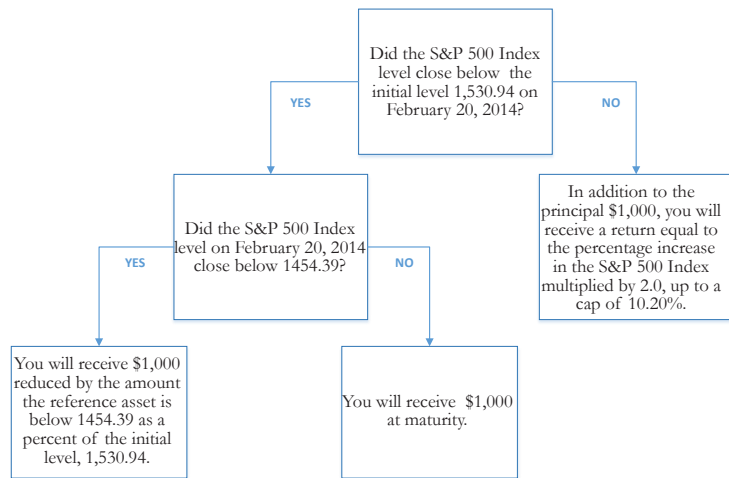 Did the S&P 500 Index
level close below the
initial level 1,530.94 on
February 20, 2014?
YES
NO
Did the S&P 500 Index
level on February 20, 2014
close below 1454.39?
In addition to the
principal $1,000, you will
receive a return equal to
the percentage increase
in the S&P 500 Index
multiplied by 2.0, up to a
cap of 10.20%.
YES
NO
You will receive $1,000
reduced by the amount
the reference asset is
below 1454.39 as a
percent of the initial
level, 1,530.94.
You will receive $1,000
at maturity.